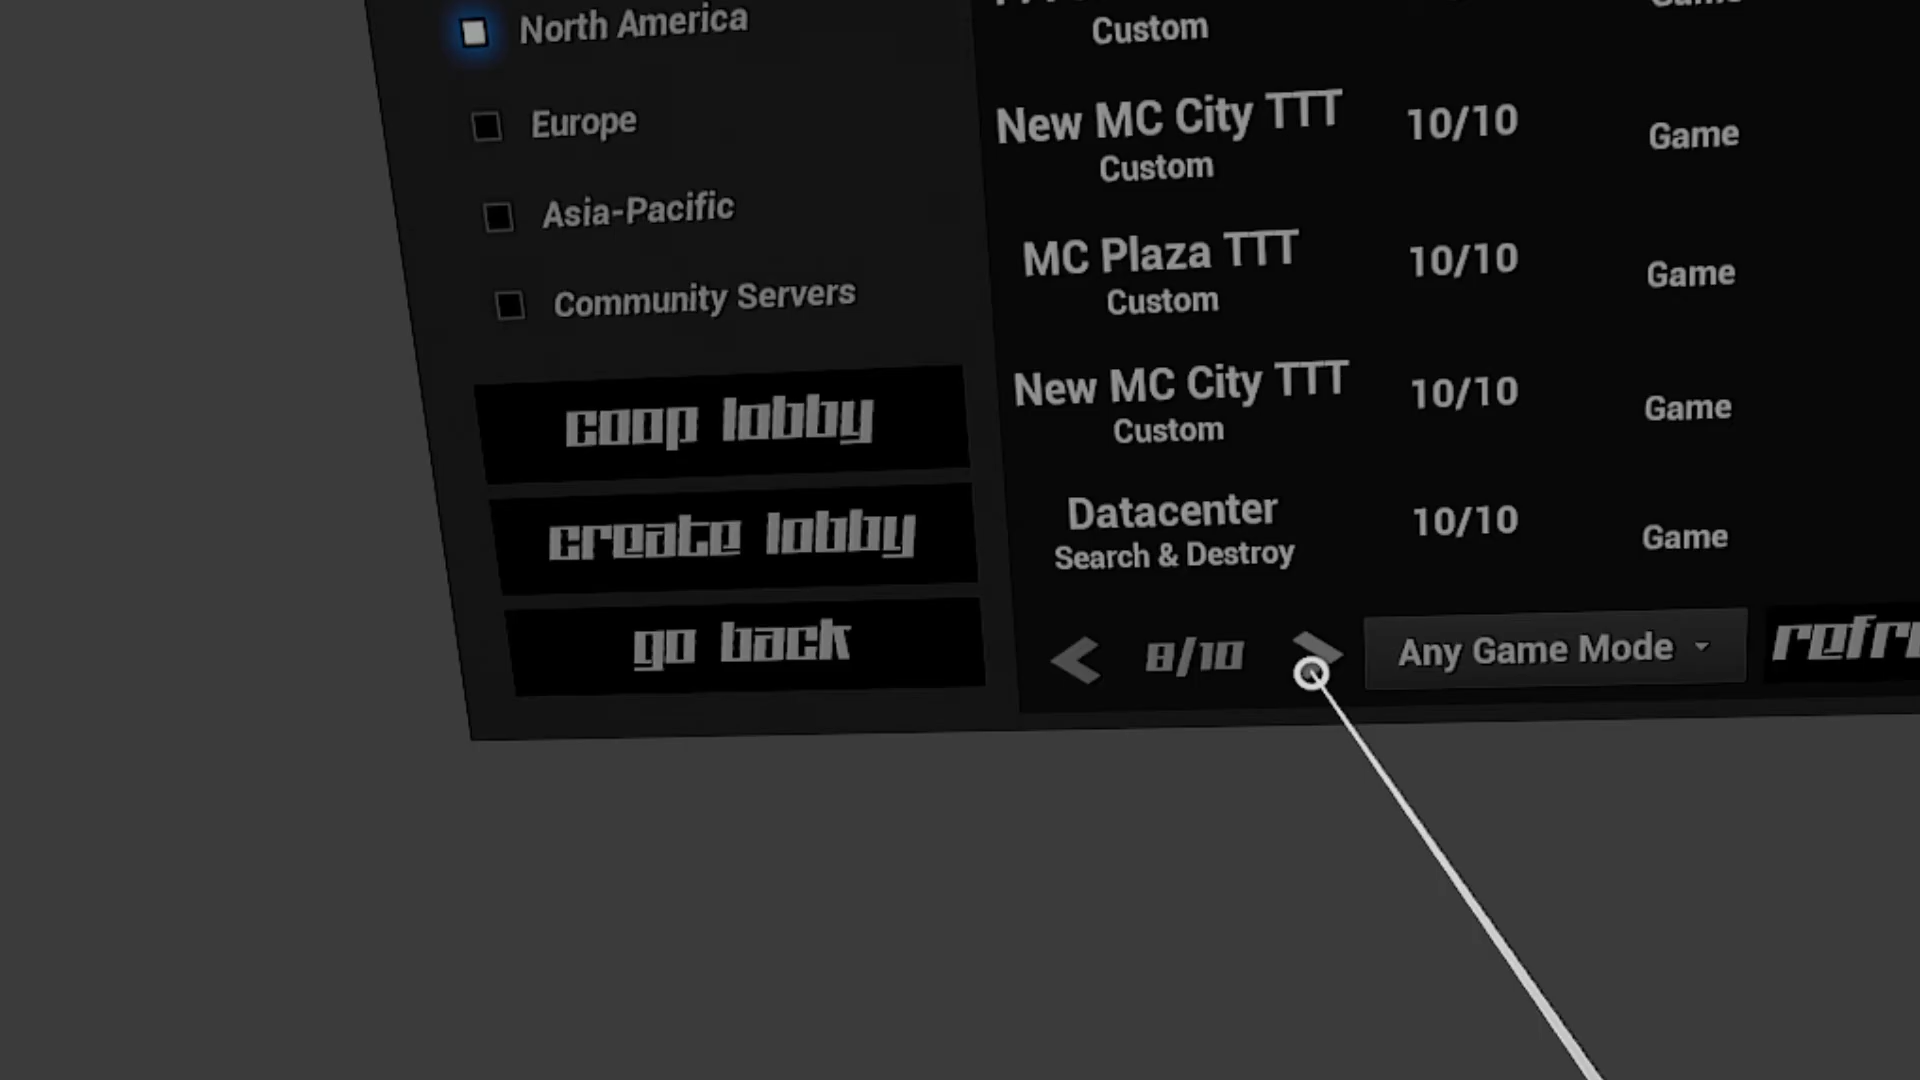 North America
Europe
Asia-Pacific
Community Servers
coop lobby
create lobby
go back
Custom
New MC City TTT 10/10 Game
Custom
MC Plaza TTT 10/10 Game
Custom
New MC City TTT 10/10 Game
Custom
Datacenter 10/10 Game
Search & Destroy
8/10 Any Game Mode